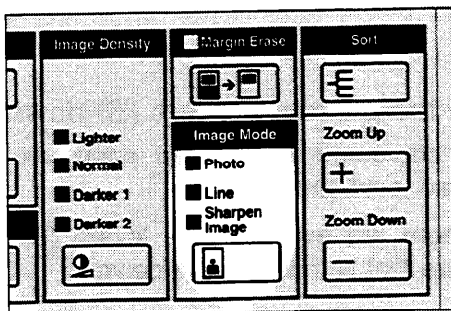 Image Density
Lighter
Normal
Darker 1
Darker 2
Margin Erase
Image Mode
Photo
Line
Sharpen
Image
Sort
Zoom Up
Zoom Down